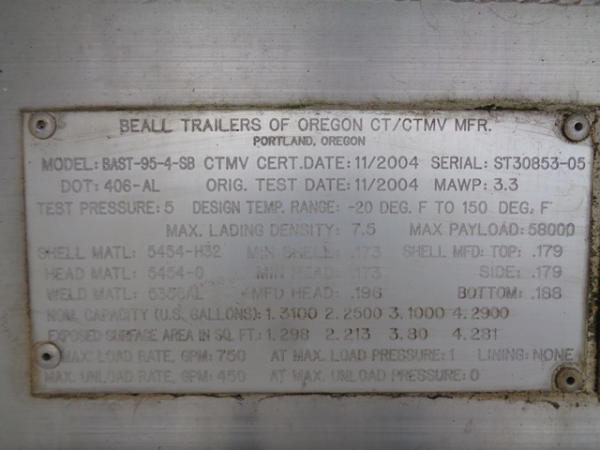 BEALL TRAILERS OF OREGON CT/CTMV MFR.
PORTLAND, OREGON
MODEL: BAST-95-4-SB CTMV CERT.DATE: 11/2004 SERIAL: ST30853-05
DOT: 406-AL ORIG. TEST DATE: 11/2004 MAWP: 3.3
TEST PRESSURE: 5 DESIGN TEMP. RANGE: -20 DEG. F TO 150 DEG. F
MAX. LADING DENSITY: 7.5 MAX PAYLOAD: 58000
SHELL MATL: 5454-H32 MIN SHELL: .173 SHELL MFD: TOP: .179
HEAD MATL: 5454-0 MIN HEAD: .173 SIDE: .179
WELD MATL: 5356/L MFD HEAD: .196 BOTTOM: .188
NOM. CAPACITY (U.S. GALLONS): 1.3100 2.2500 3.1000 4.2900
EXPOSED SURFACE AREA IN SQ. FT.: 1.298 2.213 3.80 4.281
MAX. LOAD RATE, GPM: 750 AT MAX. LOAD PRESSURE: 1 LINING: NONE
MAX. UNLOAD RATE, GPM: 450 AT MAX. UNLOAD PRESSURE: 0